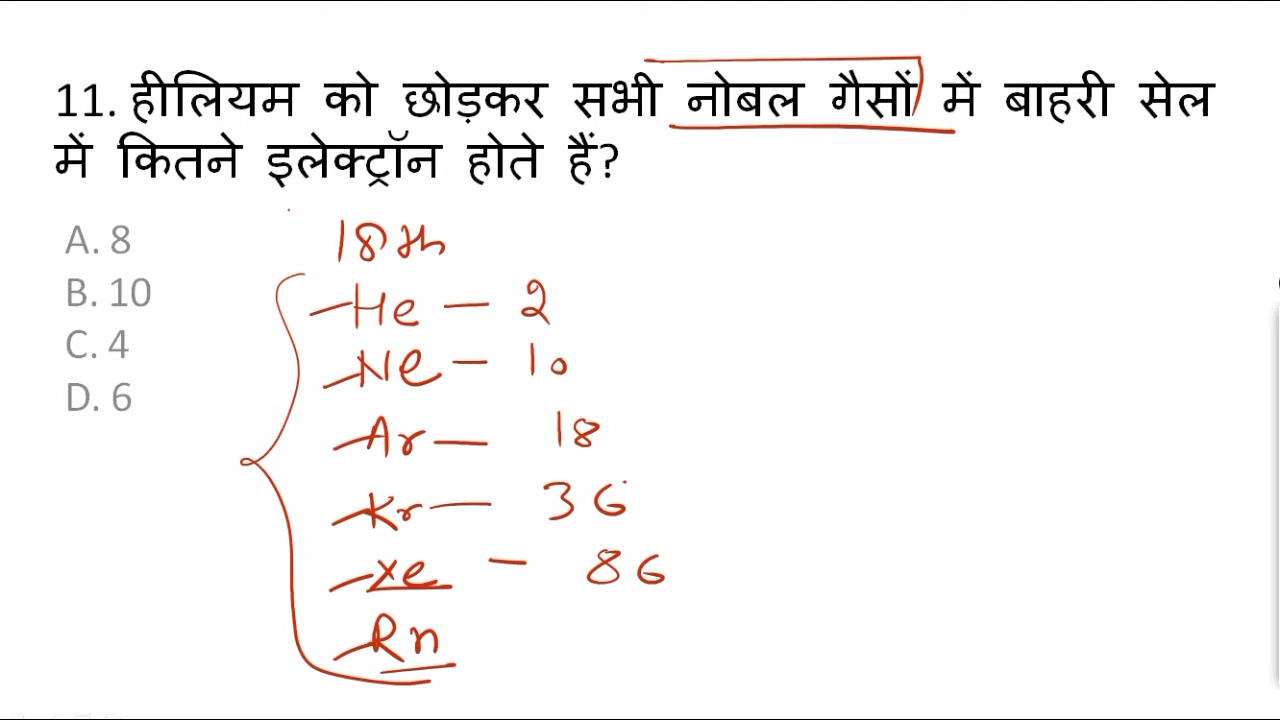 11. हीलियम को छोड़कर सभी नोबल गैसों में बाहरी सेल
में कितने इलेक्ट्रॉन होते हैं?
A. 8
B. 10
C. 4
D. 6
18th
He – 2
Ne – 10
Ar – 18
Kr – 36
Xe – 86
Rn